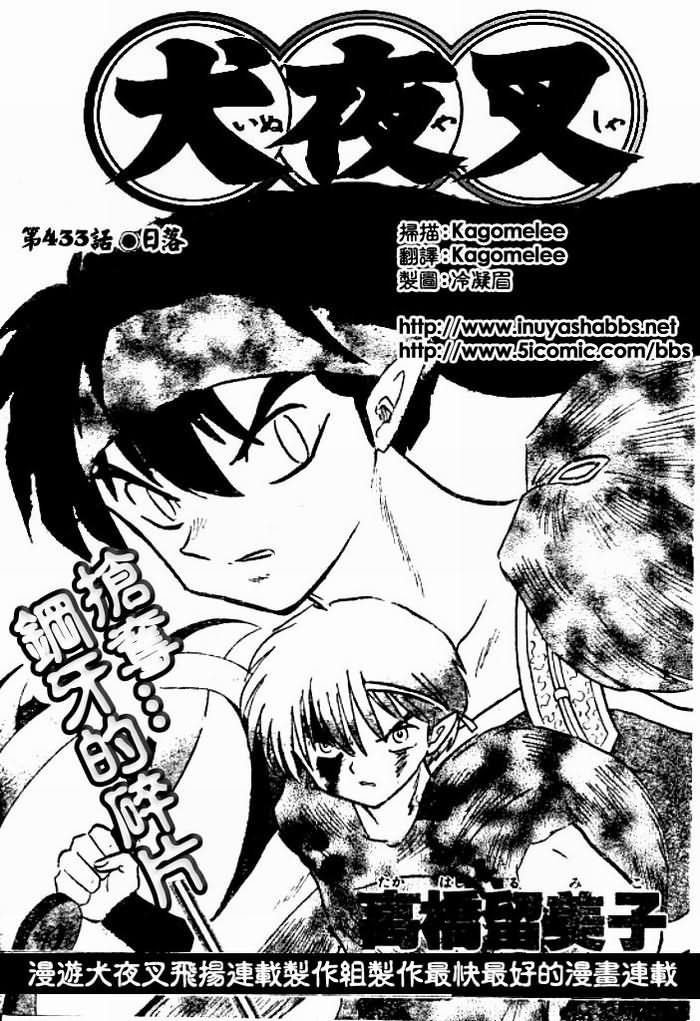 犬夜叉
いぬ や しゃ
第433話●日落
掃描:Kagomelee
翻譯:Kagomelee
製圖:冷凝眉
http://www.inuyashabbs.net
http://www.5icomic.com/bbs
搶奪…
鋼牙的碎片
たか はし る み こ
高橋留美子
漫遊犬夜叉飛揚連載製作組製作最快最好的漫畫連載